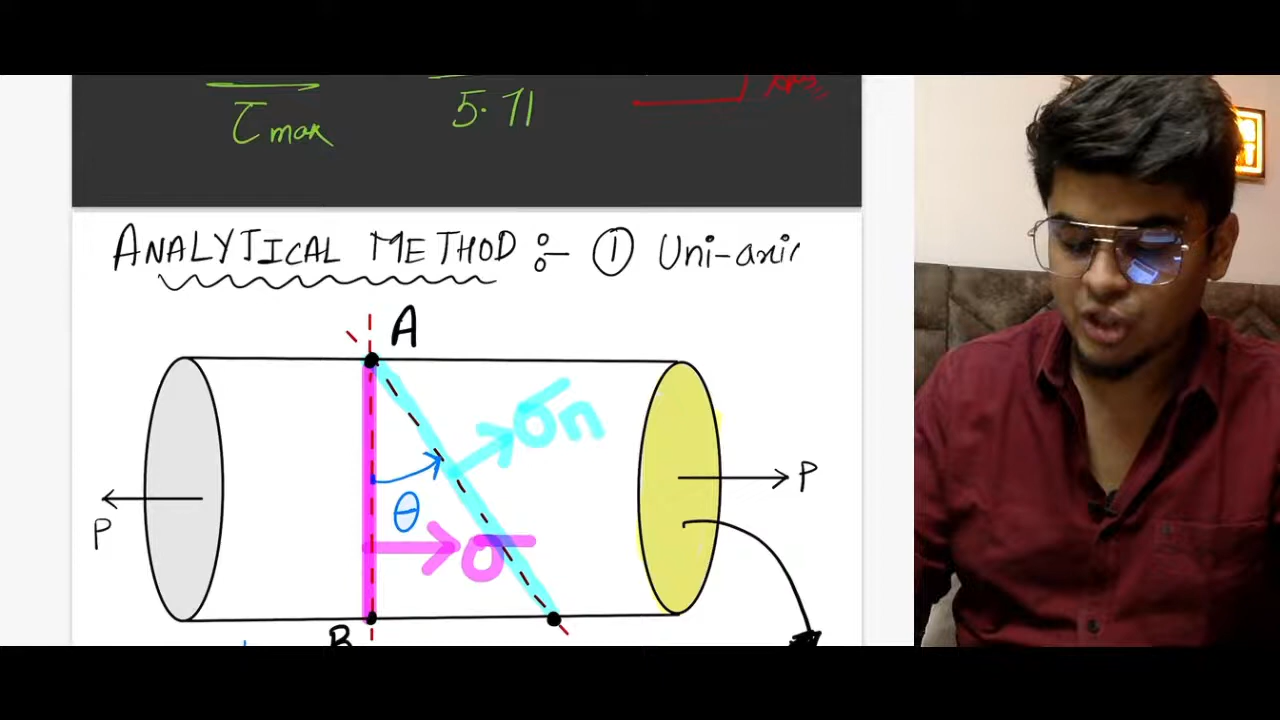 τmax
5.71
ANALYTICAL METHOD :- ① Uni-axi
A
σn
θ
P
P
σ
B